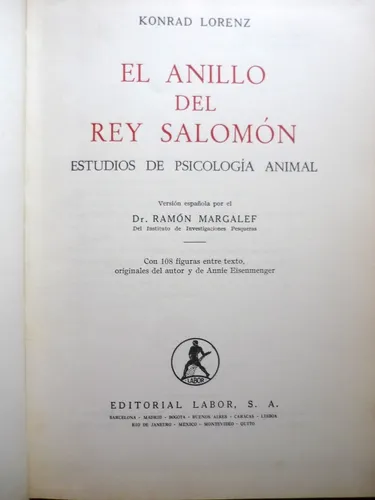 KONRAD LORENZ
EL ANILLO
DEL
REY SALOMÓN
ESTUDIOS DE PSICOLOGÍA ANIMAL
Versión española por el
Dr. RAMÓN MARGALEF
Del Instituto de Investigaciones Pesqueras
Con 108 figuras entre texto,
originales del autor y de Annie Eisenmenger
LABOR
EDITORIAL LABOR, S. A.
BARCELONA - MADRID - BOGOTA - BUENOS AIRES - CARACAS - LISBOA
RIO DE JANEIRO - MÉXICO - MONTEVIDEO - QUITO